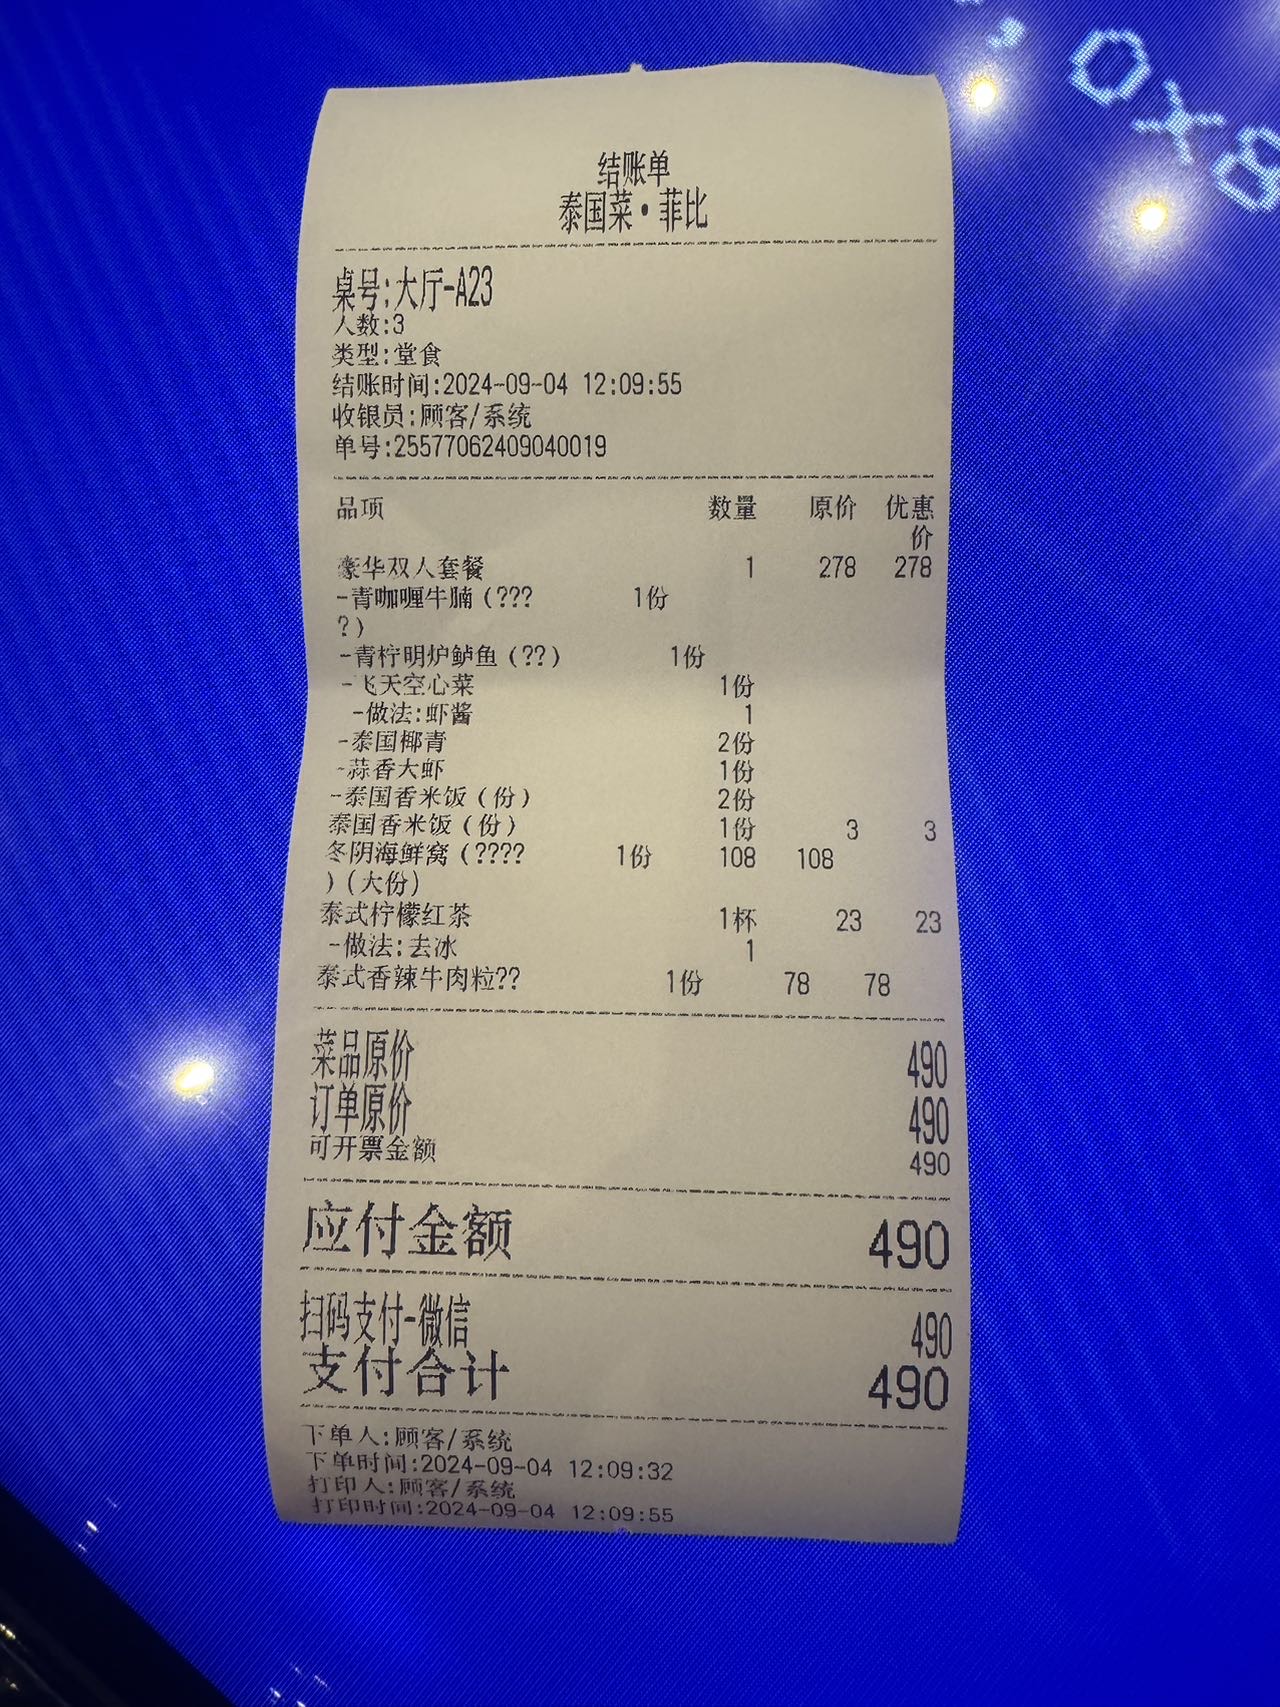 , 0x8
结账单
泰国菜•菲比
桌号:大厅-A23
人数:3
类型:堂食
结账时间:2024-09-04 12:09:55
收银员:顾客/系统
单号:25577062409040019
品项 数量 原价 优惠
价
豪华双人套餐 1 278 278
-青咖喱牛腩(??? 1份
?)
-青柠明炉鲈鱼(??) 1份
-飞天空心菜 1份
-做法:虾酱 1
-泰国椰青 2份
-蒜香大虾 1份
-泰国香米饭(份) 2份
泰国香米饭(份) 1份 3 3
冬阴海鲜窝(???? 1份 108 108
)(大份)
泰式柠檬红茶 1杯 23 23
-做法:去冰 1
泰式香辣牛肉粒?? 1份 78 78
菜品原价 490
订单原价 490
可开票金额 490
应付金额 490
扫码支付-微信 490
支付合计 490
下单人:顾客/系统
下单时间:2024-09-04 12:09:32
打印人:顾客/系统
打印时间:2024-09-04 12:09:55